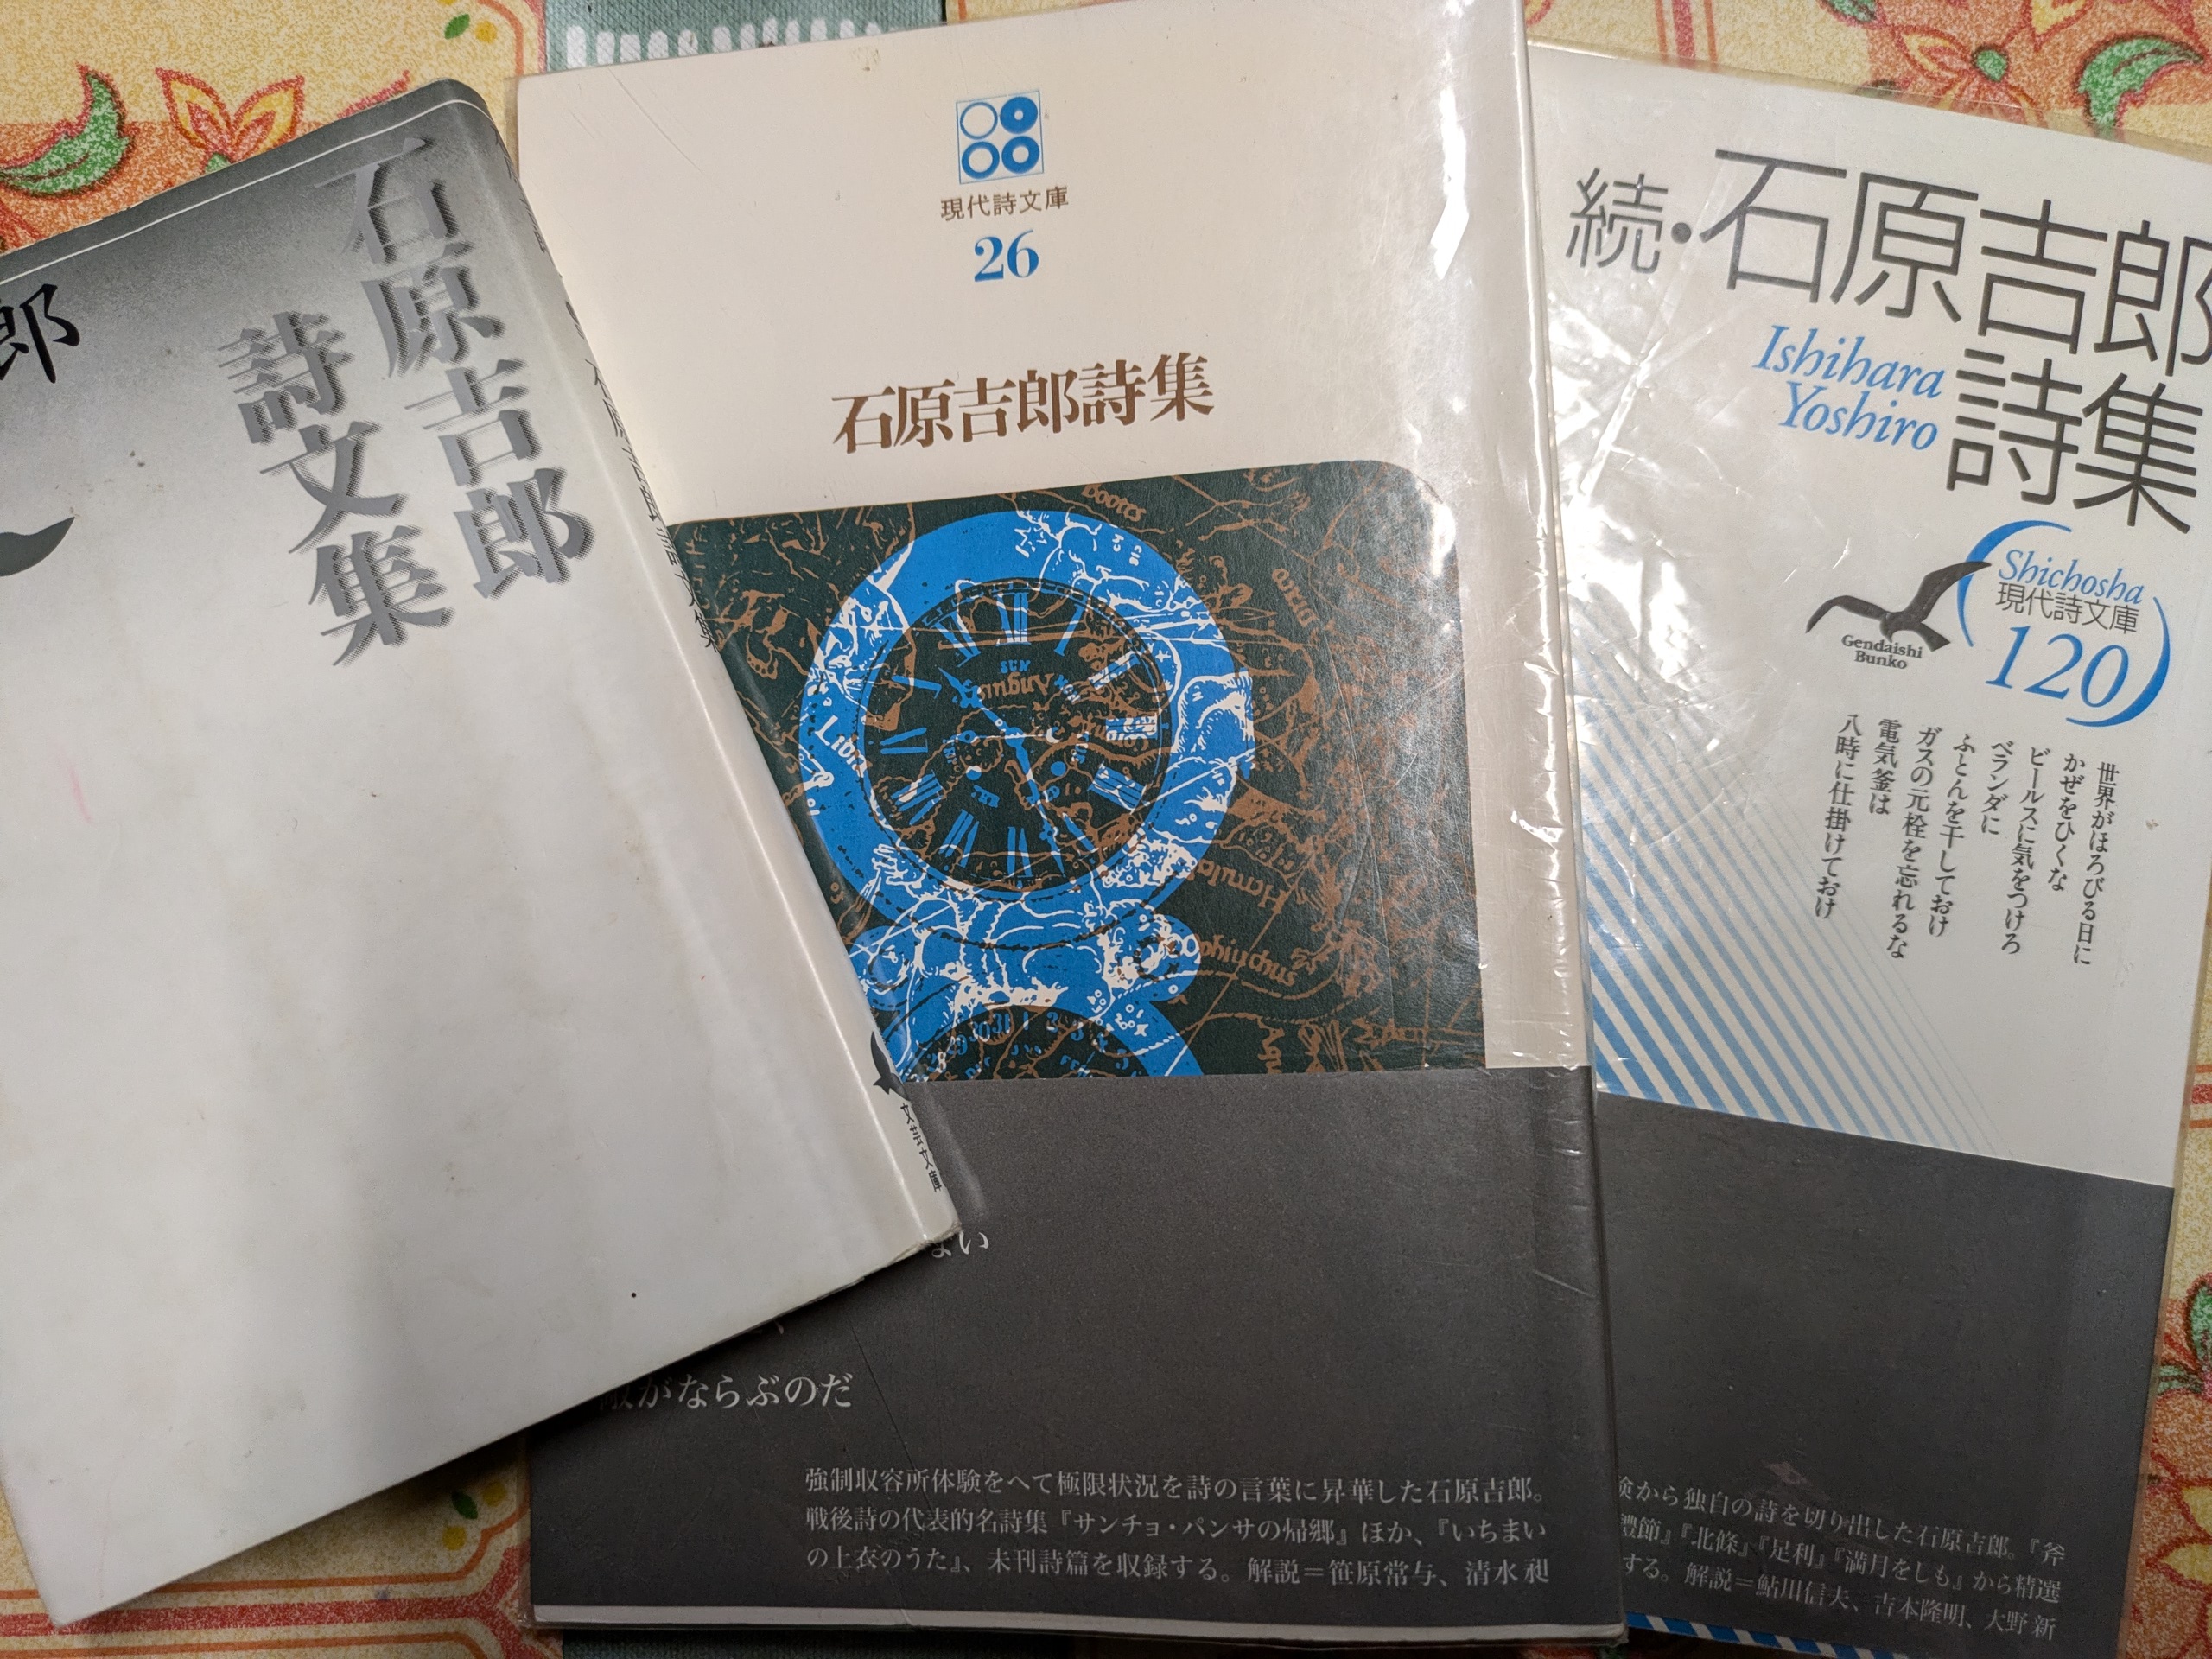 郎
石原吉郎
詩文集
現代詩文庫
26
石原吉郎詩集
Bootes
SUN
Libra
Ophiuchus
ない
がならぶのだ
強制収容所体験をへて極限状況を詩の言葉に昇華した石原吉郎。
戦後詩の代表的名詩集『サンチョ・パンサの帰郷』ほか、『いちまい
の上衣のうた』、未刊詩篇を収録する。解説＝笹原常与、清水昶
続・石原吉郎
詩集
Ishihara
Yoshiro
Shichosha
現代詩文庫
120
Gendaishi
Bunko
世界がほろびる日に
かぜをひくな
ビールスに気をつけろ
ベランダに
ふとんを干しておけ
ガスの元栓を忘れるな
電気釜は
八時に仕掛けておけ
から独自の詩を切り出した石原吉郎。『斧
禮節』『北條』『足利』『満月をしも』から精選
する。解説＝鮎川信夫、吉本隆明、大野新